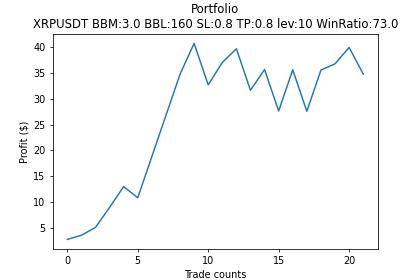 Portfolio
XRPUSDT BBM:3.0 BBL:160 SL:0.8 TP:0.8 lev:10 WinRatio:73.0
40
35
30
25
20
15
10
5
Profit ($)
0 5 10 15 20
Trade counts